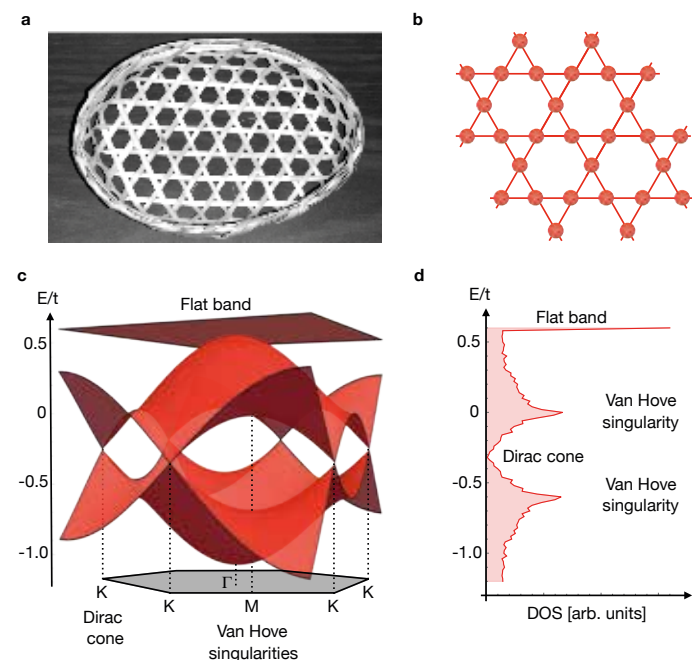 a
b
c
E/t
Flat band
0.5
0
-0.5
-1.0
Γ
K
K
M
K
K
Dirac
cone
Van Hove
singularities
d
E/t
Flat band
0.5
Van Hove
singularity
0
Dirac cone
-0.5
Van Hove
singularity
-1.0
DOS [arb. units]